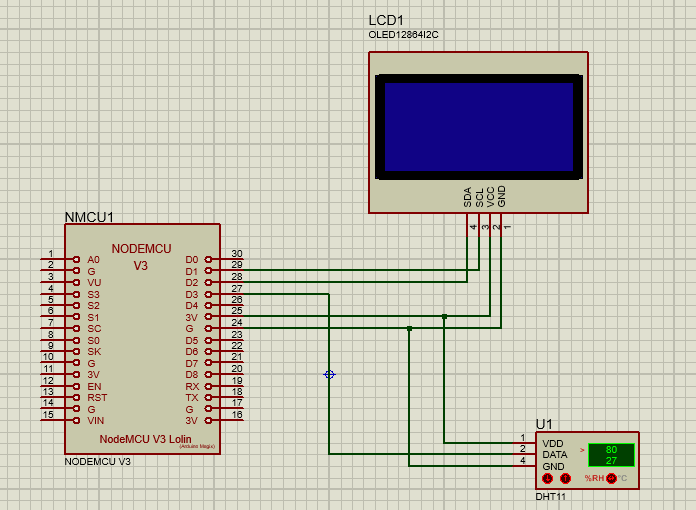 LCD1
OLED12864I2C
SDA
SCL
VCC
GND
4
3
2
1
NMCU1
NODEMCU
V3
1 A0 D0 30
2 G D1 29
3 VU D2 28
4 S3 D3 27
5 S2 D4 26
6 S1 3V 25
7 SC G 24
8 S0 D5 23
9 SK D6 22
10 G D7 21
11 3V D8 20
12 EN RX 19
13 RST TX 18
14 G G 17
15 VIN 3V 16
NodeMCU V3 Lolin
(Arduino Magix)
NODEMCU V3
U1
1 VDD
2 DATA
4 GND
> 80
27
%RH °C
DHT11